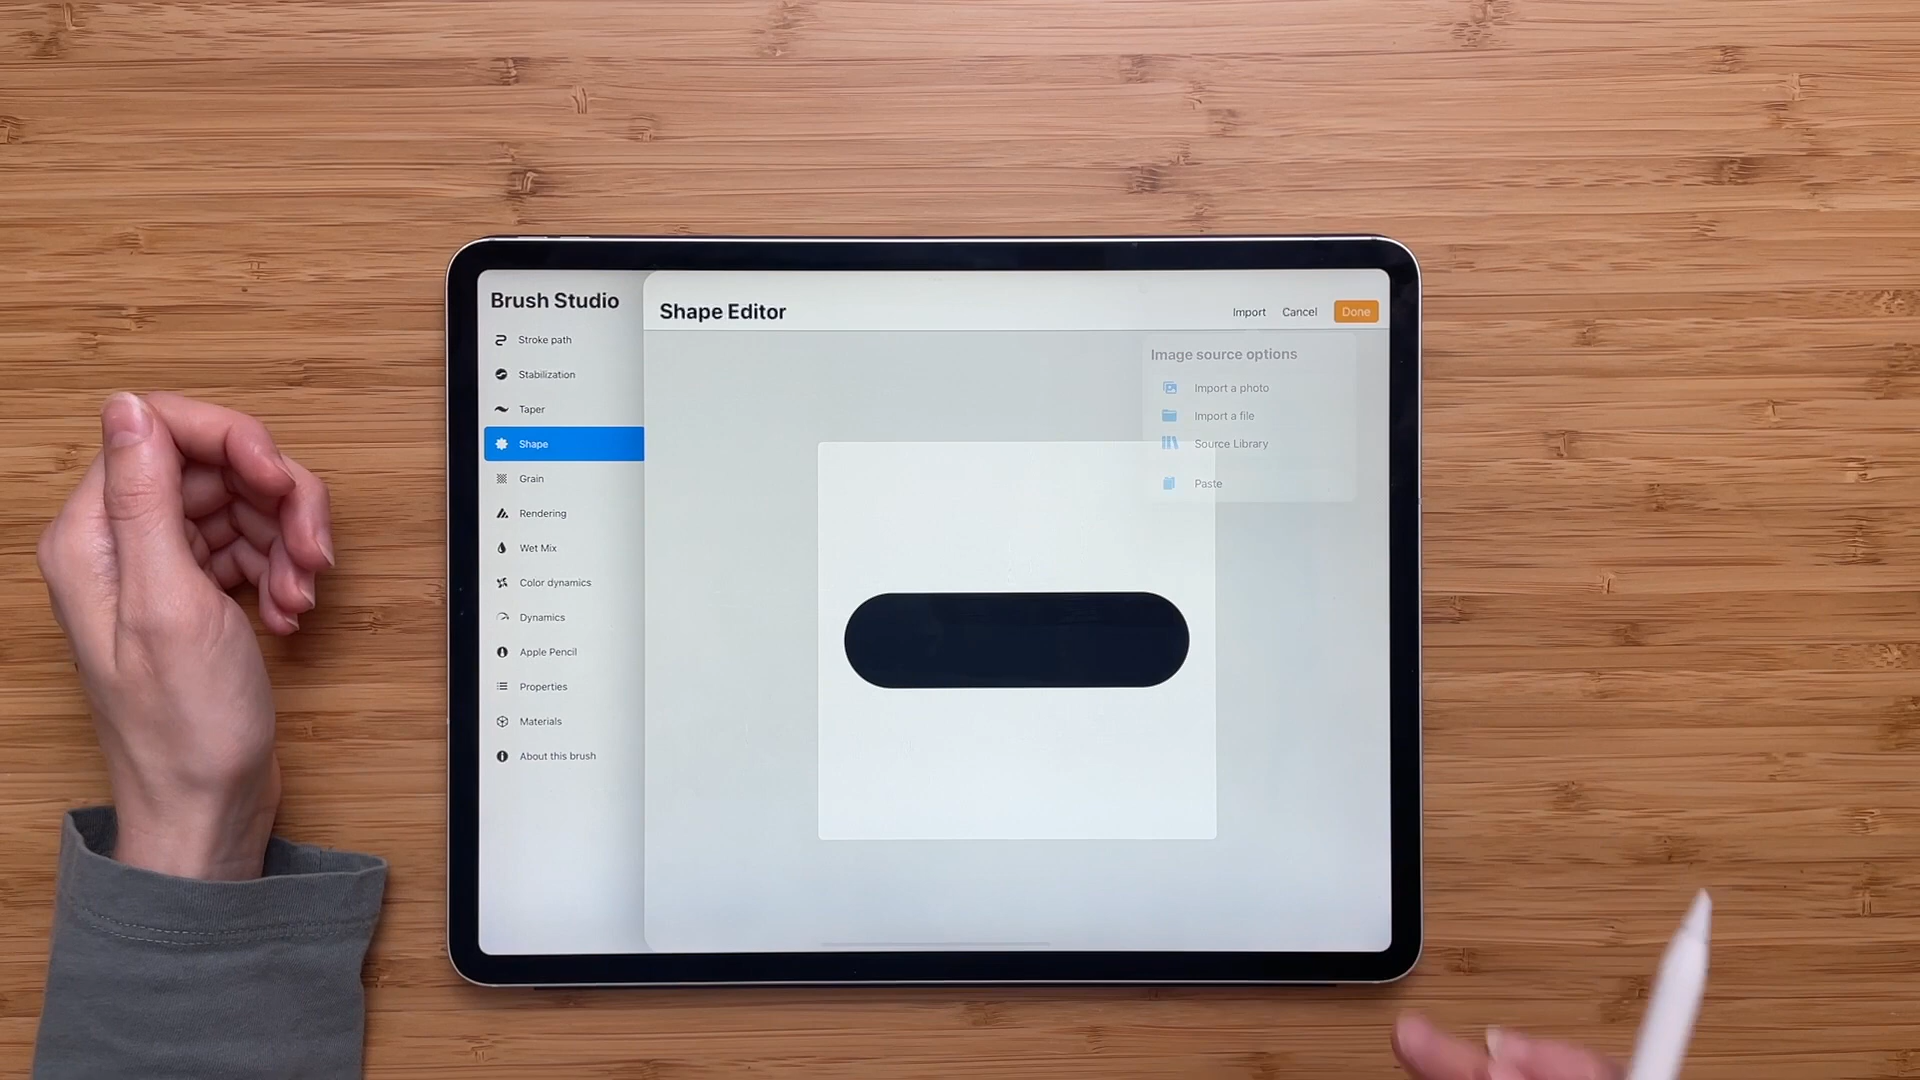 Brush Studio
Stroke path
Stabilization
Taper
Shape
Grain
Rendering
Wet Mix
Color dynamics
Dynamics
Apple Pencil
Properties
Materials
About this brush
Shape Editor
Import
Cancel
Done
Image source options
Import a photo
Import a file
Source Library
Paste